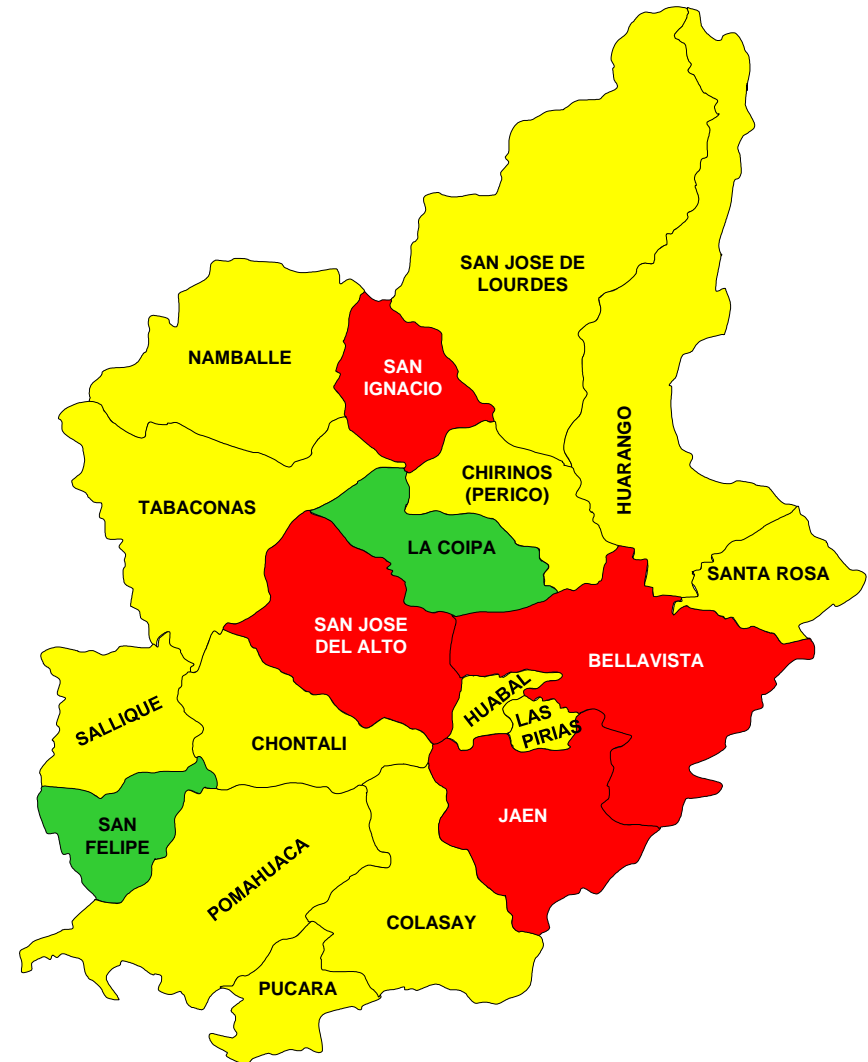 SAN JOSE DE
LOURDES
NAMBALLE
SAN
IGNACIO
HUARANGO
CHIRINOS
(PERICO)
TABACONAS
LA COIPA
SANTA ROSA
SAN JOSE
DEL ALTO
BELLAVISTA
HUABAL
SALLIQUE
LAS
PIRIAS
CHONTALI
JAEN
SAN
FELIPE
POMAHUACA
COLASAY
PUCARA